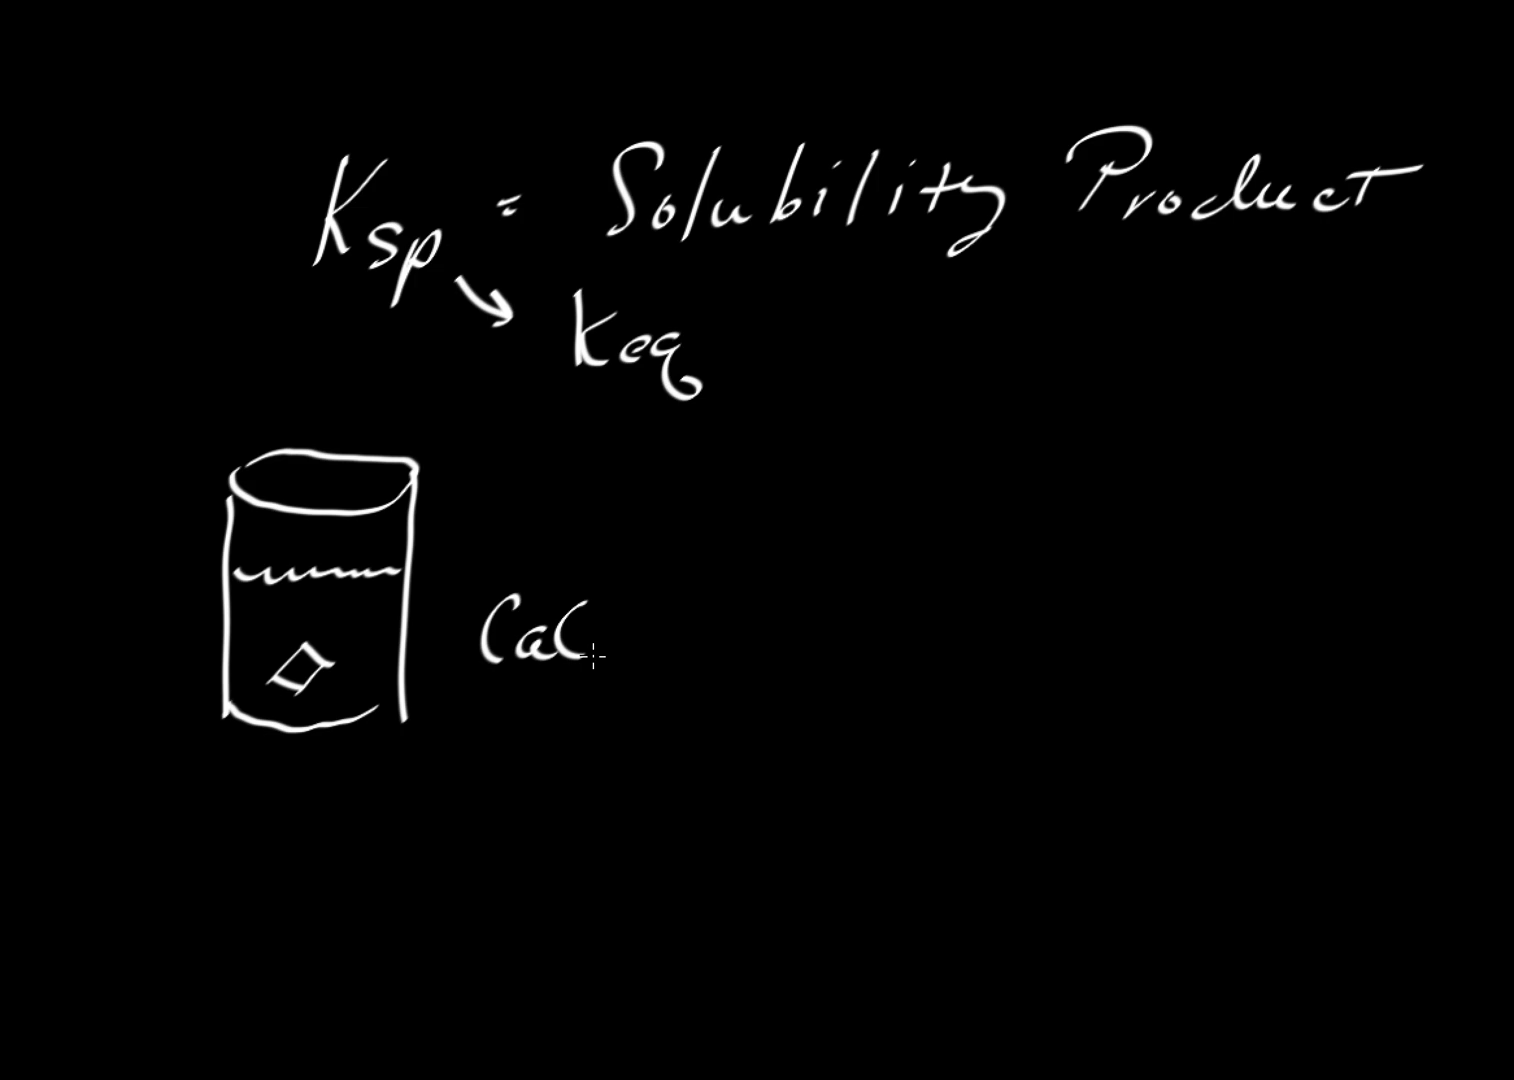 Ksp = Solubility Product
Keq
CaC